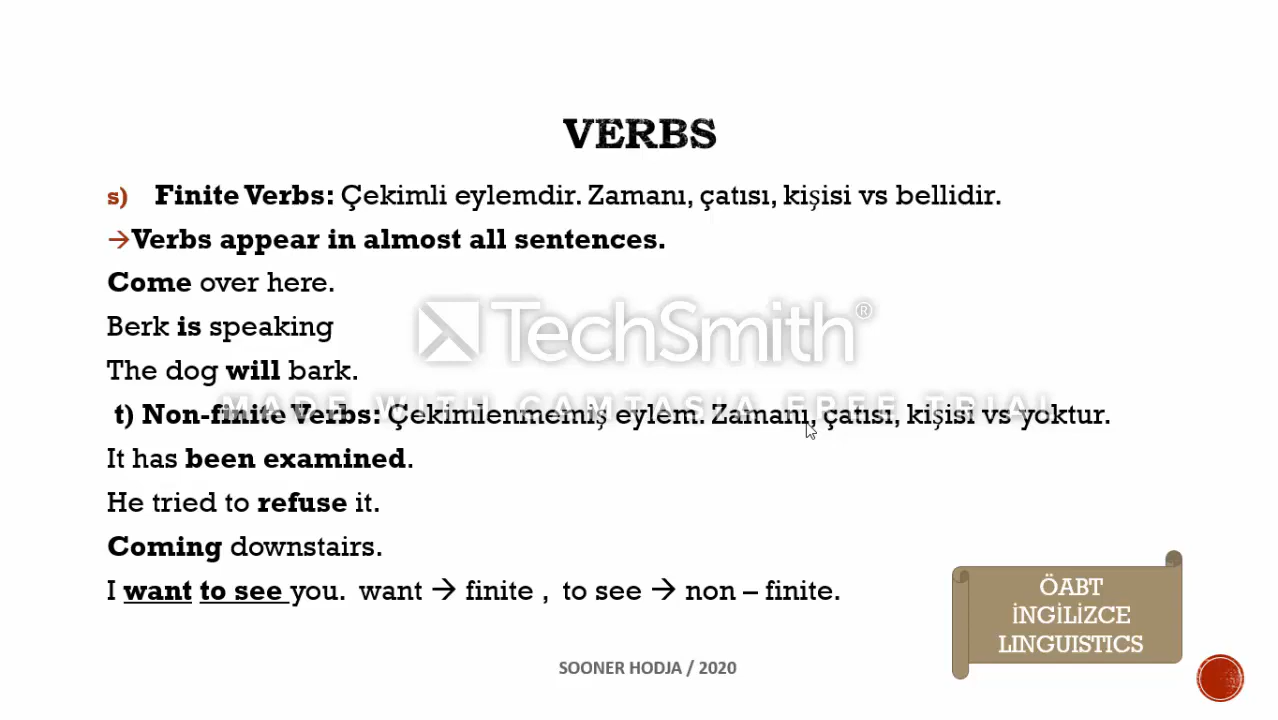 VERBS
s) Finite Verbs: Çekimli eylemdir. Zamanı, çatısı, kişisi vs bellidir.
→Verbs appear in almost all sentences.
Come over here.
Berk is speaking
TechSmith®
The dog will bark.
MADE WITH CAMTASIA FREE TRIAL
t) Non-finite Verbs: Çekimlenmemiş eylem. Zamanı, çatısı, kişisi vs yoktur.
It has been examined.
He tried to refuse it.
Coming downstairs.
I want to see you. want → finite , to see → non – finite.
ÖABT
İNGİLİZCE
LINGUISTICS
SOONER HODJA / 2020